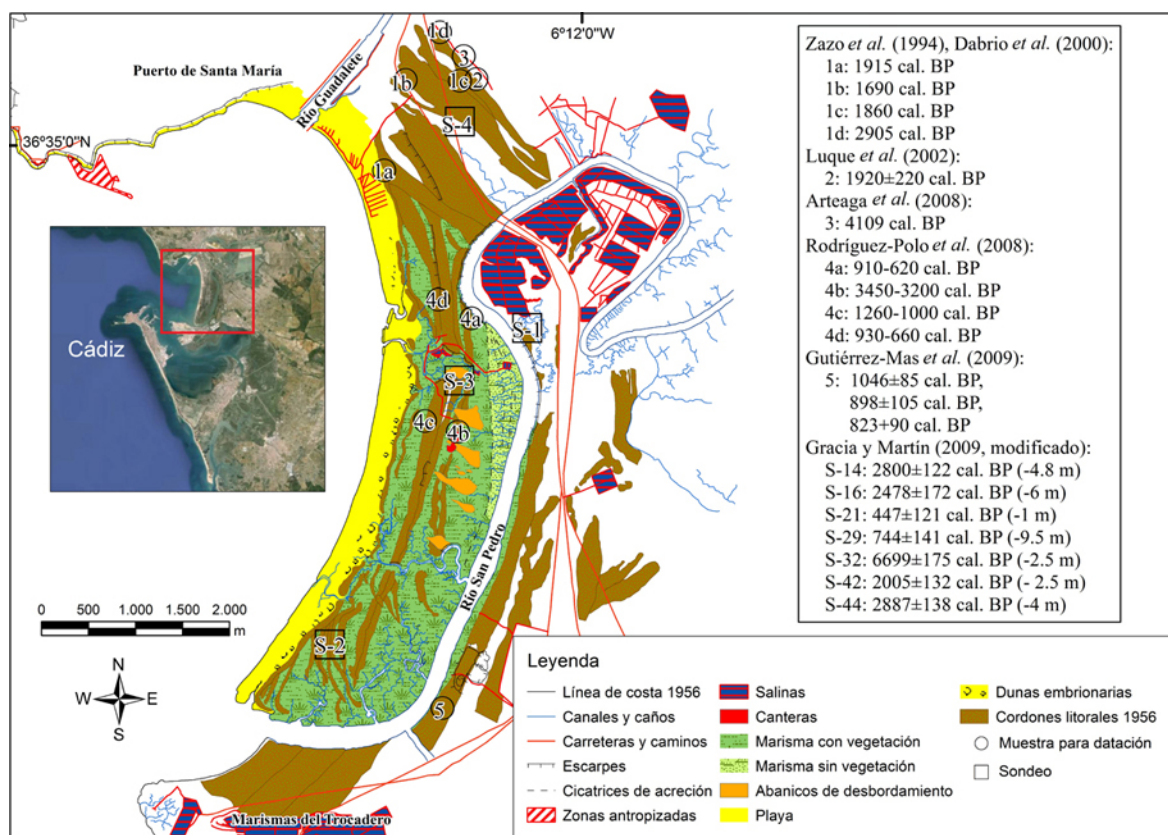 6°12'0"W
Puerto de Santa María
Río Guadalete
36°35'0"N
1d
3
1b
1c
2
S-4
1a
Cádiz
4d
4a
S-1
S-3
4c
4b
Río San Pedro
S-2
5
Marismas del Trocadero
0 500 1.000 2.000
m
N
W E
S
Zazo et al. (1994), Dabrio et al. (2000):
1a: 1915 cal. BP
1b: 1690 cal. BP
1c: 1860 cal. BP
1d: 2905 cal. BP
Luque et al. (2002):
2: 1920±220 cal. BP
Arteaga et al. (2008):
3: 4109 cal. BP
Rodríguez-Polo et al. (2008):
4a: 910-620 cal. BP
4b: 3450-3200 cal. BP
4c: 1260-1000 cal. BP
4d: 930-660 cal. BP
Gutiérrez-Mas et al. (2009):
5: 1046±85 cal. BP,
898±105 cal. BP,
823+90 cal. BP
Gracia y Martín (2009, modificado):
S-14: 2800±122 cal. BP (-4.8 m)
S-16: 2478±172 cal. BP (-6 m)
S-21: 447±121 cal. BP (-1 m)
S-29: 744±141 cal. BP (-9.5 m)
S-32: 6699±175 cal. BP (-2.5 m)
S-42: 2005±132 cal. BP (- 2.5 m)
S-44: 2887±138 cal. BP (-4 m)
Leyenda
Línea de costa 1956
Canales y caños
Carreteras y caminos
Escarpes
Cicatrices de acreción
Zonas antropizadas
Salinas
Canteras
Marisma con vegetación
Marisma sin vegetación
Abanicos de desbordamiento
Playa
Dunas embrionarias
Cordones litorales 1956
Muestra para datación
Sondeo